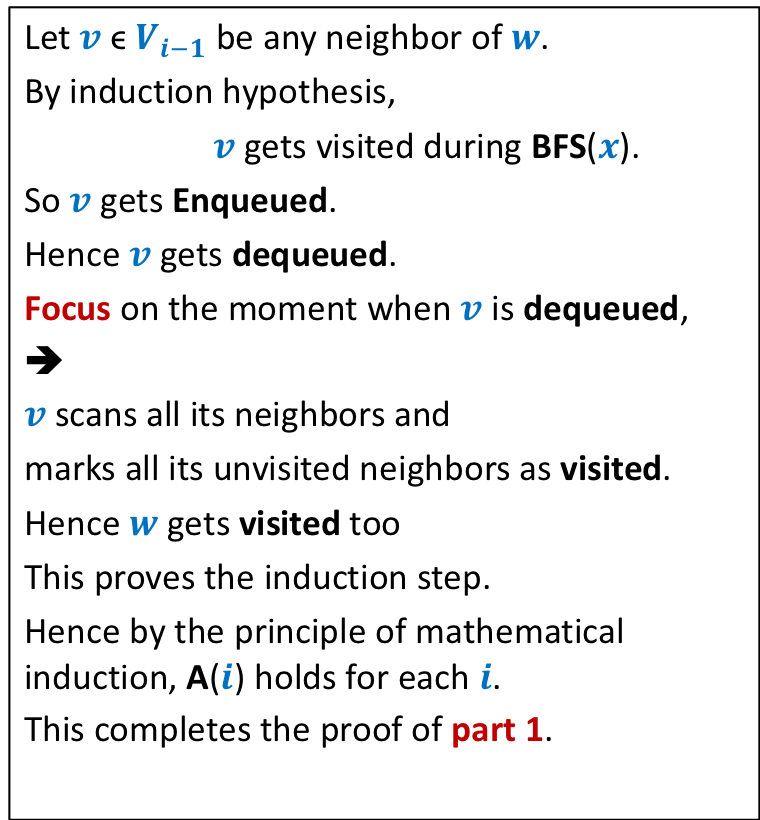 Let v ϵ V_{i−1} be any neighbor of w.
By induction hypothesis,
v gets visited during BFS(x).
So v gets Enqueued.
Hence v gets dequeued.
Focus on the moment when v is dequeued,
➔
v scans all its neighbors and
marks all its unvisited neighbors as visited.
Hence w gets visited too
This proves the induction step.
Hence by the principle of mathematical
induction, A(i) holds for each i.
This completes the proof of part 1.